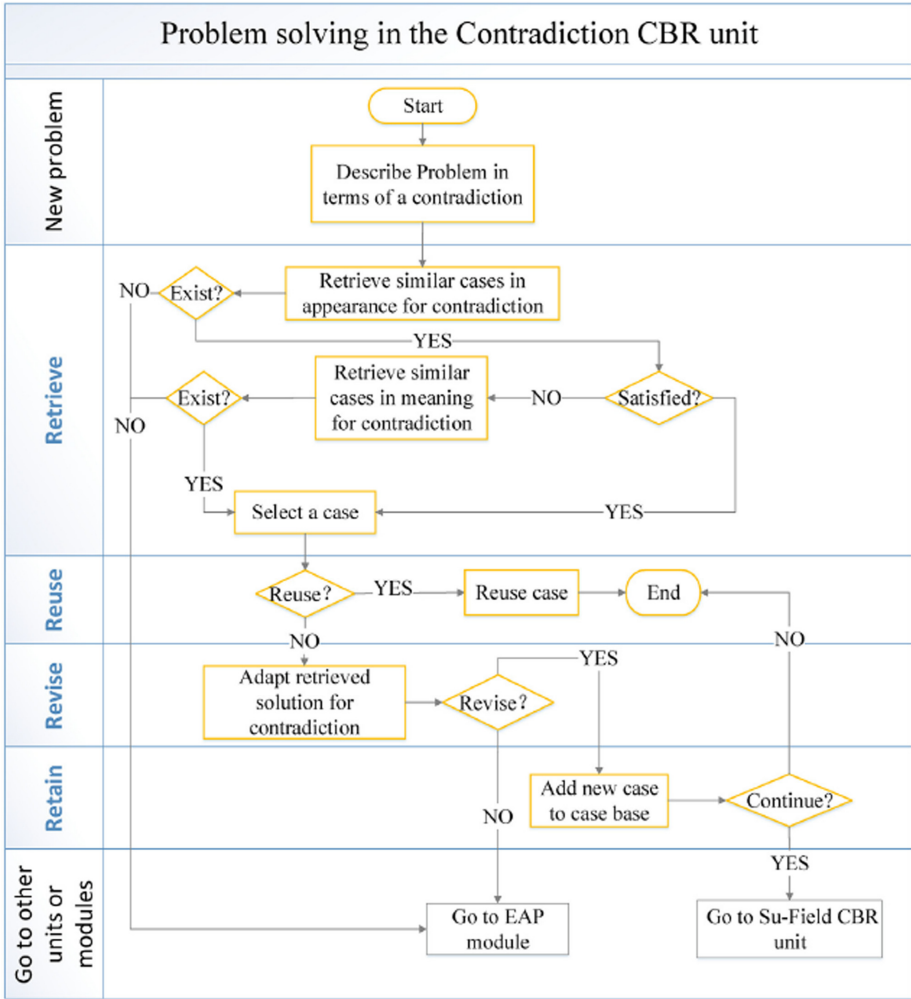 Problem solving in the Contradiction CBR unit
New problem
Start
Describe Problem in
terms of a contradiction
Retrieve
NO
Exist?
Retrieve similar cases in
appearance for contradiction
YES
Exist?
Retrieve similar
cases in meaning
for contradiction
NO
Satisfied?
NO
YES
Select a case
YES
Reuse
Reuse?
YES
Reuse case
End
NO
NO
Revise
Adapt retrieved
solution for
contradiction
Revise?
YES
Retain
NO
Add new case
to case base
Continue?
YES
Go to other
units or
modules
Go to EAP
module
Go to Su-Field CBR
unit